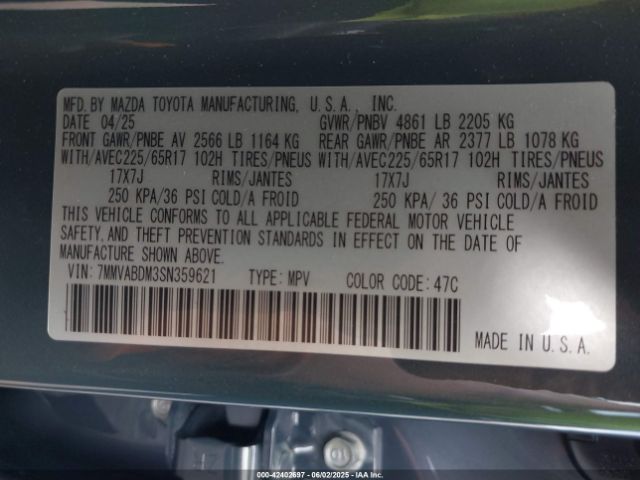 MFD. BY MAZDA TOYOTA MANUFACTURING, U.S.A., INC.
DATE 04/25 GVWR/PNBV 4861 LB 2205 KG
FRONT GAWR/PNBE AV 2566 LB 1164 KG REAR GAWR/PNBE AR 2377 LB 1078 KG
WITH/AVEC225/65R17 102H TIRES/PNEUS WITH/AVEC225/65R17 102H TIRES/PNEUS
17X7J RIMS/JANTES 17X7J RIMS/JANTES
250 KPA/36 PSI COLD/A FROID 250 KPA/ 36 PSI COLD/A FROID
THIS VEHICLE CONFORMS TO ALL APPLICABLE FEDERAL MOTOR VEHICLE
SAFETY, AND THEFT PREVENTION STANDARDS IN EFFECT ON THE DATE OF
MANUFACTURE SHOWN ABOVE.
VIN: 7MMVABDM3SN359621 TYPE: MPV COLOR CODE: 47C
MADE IN U.S.A.
000-42402697 - 06/02/2025 - IAAI.COM